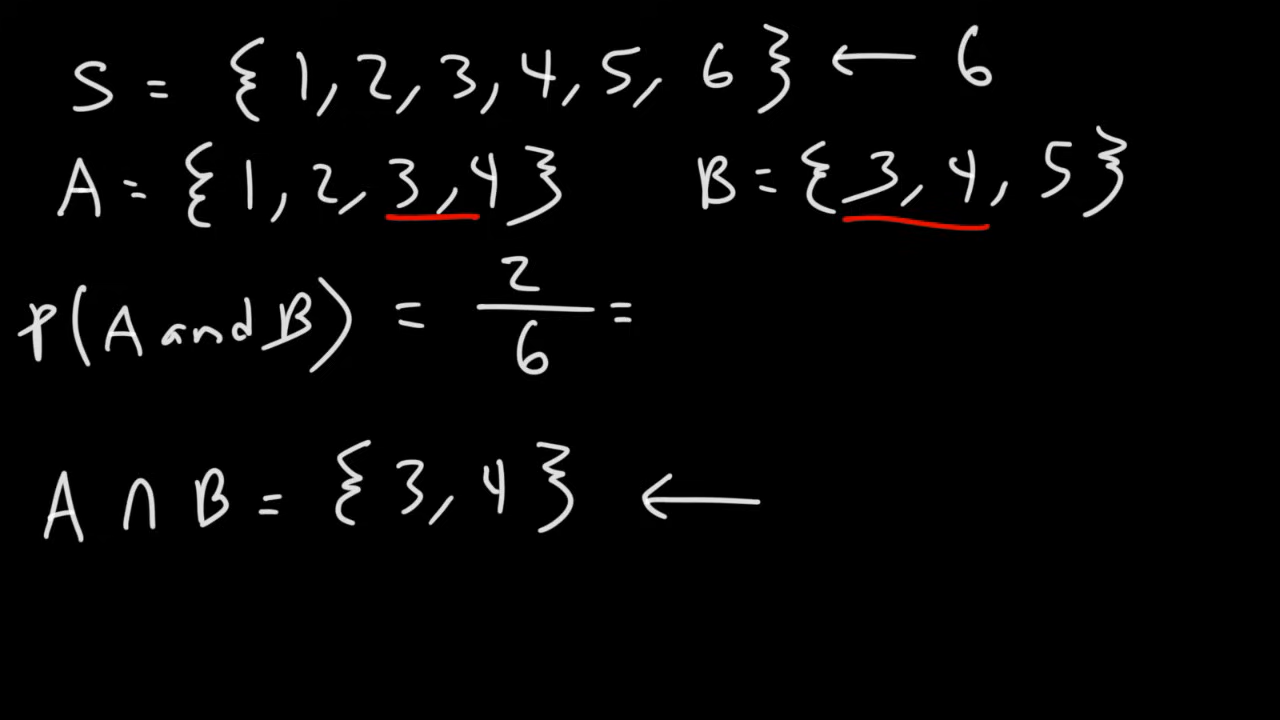 S = {1, 2, 3, 4, 5, 6} ← 6
A = {1, 2, 3, 4} B = {3, 4, 5}
P(A and B) = 2/6 =
A ∩ B = {3, 4} ←